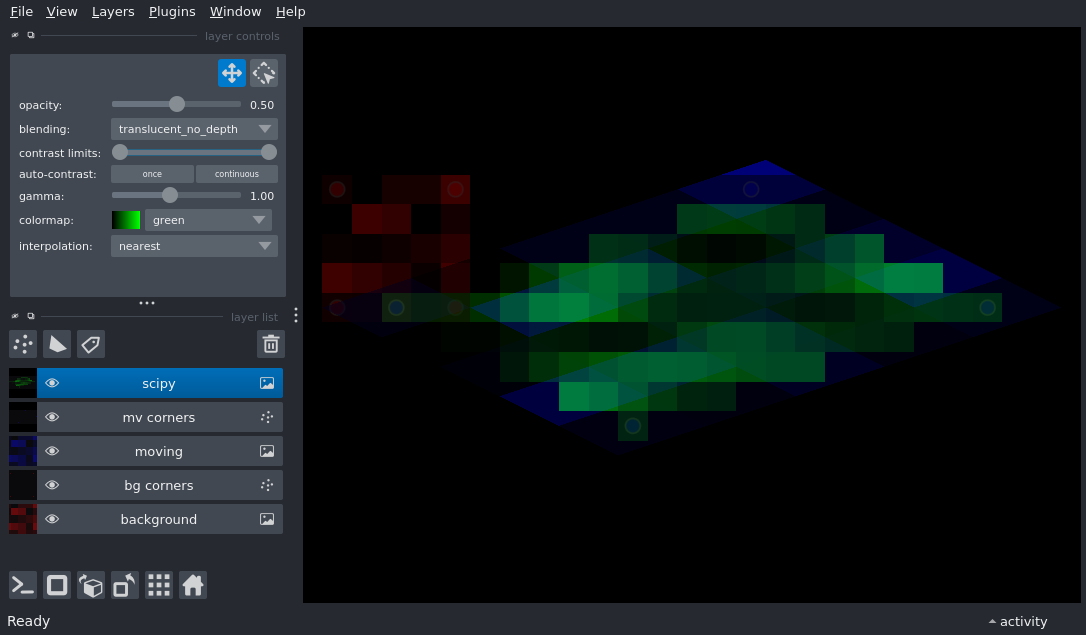 File View Layers Plugins Window Help
layer controls
opacity: 0.50
blending: translucent_no_depth
contrast limits:
auto-contrast: once continuous
gamma: 1.00
colormap: green
interpolation: nearest
layer list
scipy
mv corners
moving
bg corners
background
Ready activity